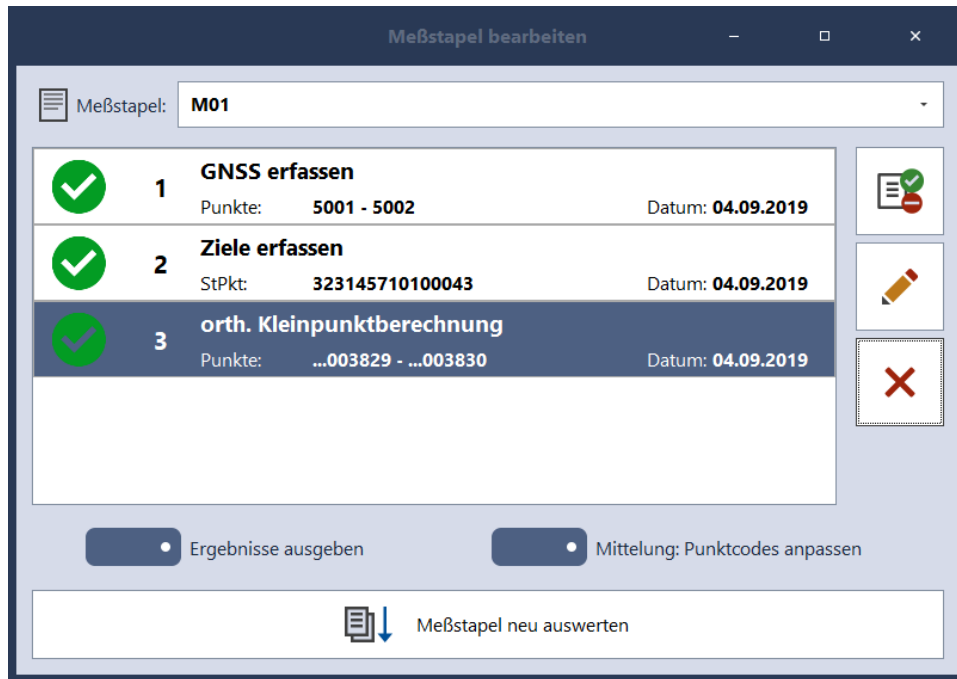 Meßstapel bearbeiten
Meßstapel: M01
1 GNSS erfassen
Punkte: 5001 - 5002 Datum: 04.09.2019
2 Ziele erfassen
StPkt: 323145710100043 Datum: 04.09.2019
3 orth. Kleinpunktberechnung
Punkte: ...003829 - ...003830 Datum: 04.09.2019
Ergebnisse ausgeben Mittelung: Punktcodes anpassen
Meßstapel neu auswerten